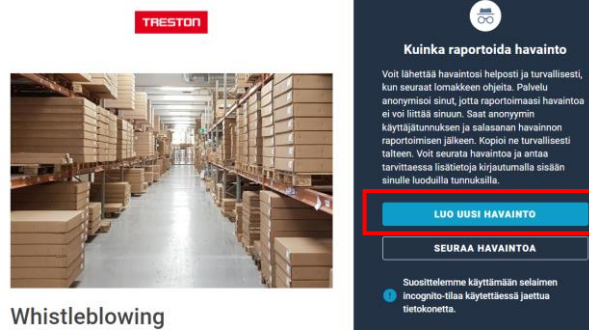 TRESTON
Whistleblowing
Kuinka raportoida havainto
Voit lähettää havaintosi helposti ja turvallisesti,
kun seuraat lomakkeen ohjeita. Palvelu
anonymisoi sinut, jotta raportoimaasi havaintoa
ei voi liittää sinuun. Saat anonyymin
käyttäjätunnuksen ja salasanan havainnon
raportoimisen jälkeen. Kopioi ne turvallisesti
talteen. Voit seurata havaintoa ja antaa
tarvittaessa lisätietoja kirjautumalla sisään
sinulle luoduilla tunnuksilla.
LUO UUSI HAVAINTO
SEURAA HAVAINTOA
Suosittelemme käyttämään selaimen
incognito-tilaa käytettäessä jaettua
tietokonetta.